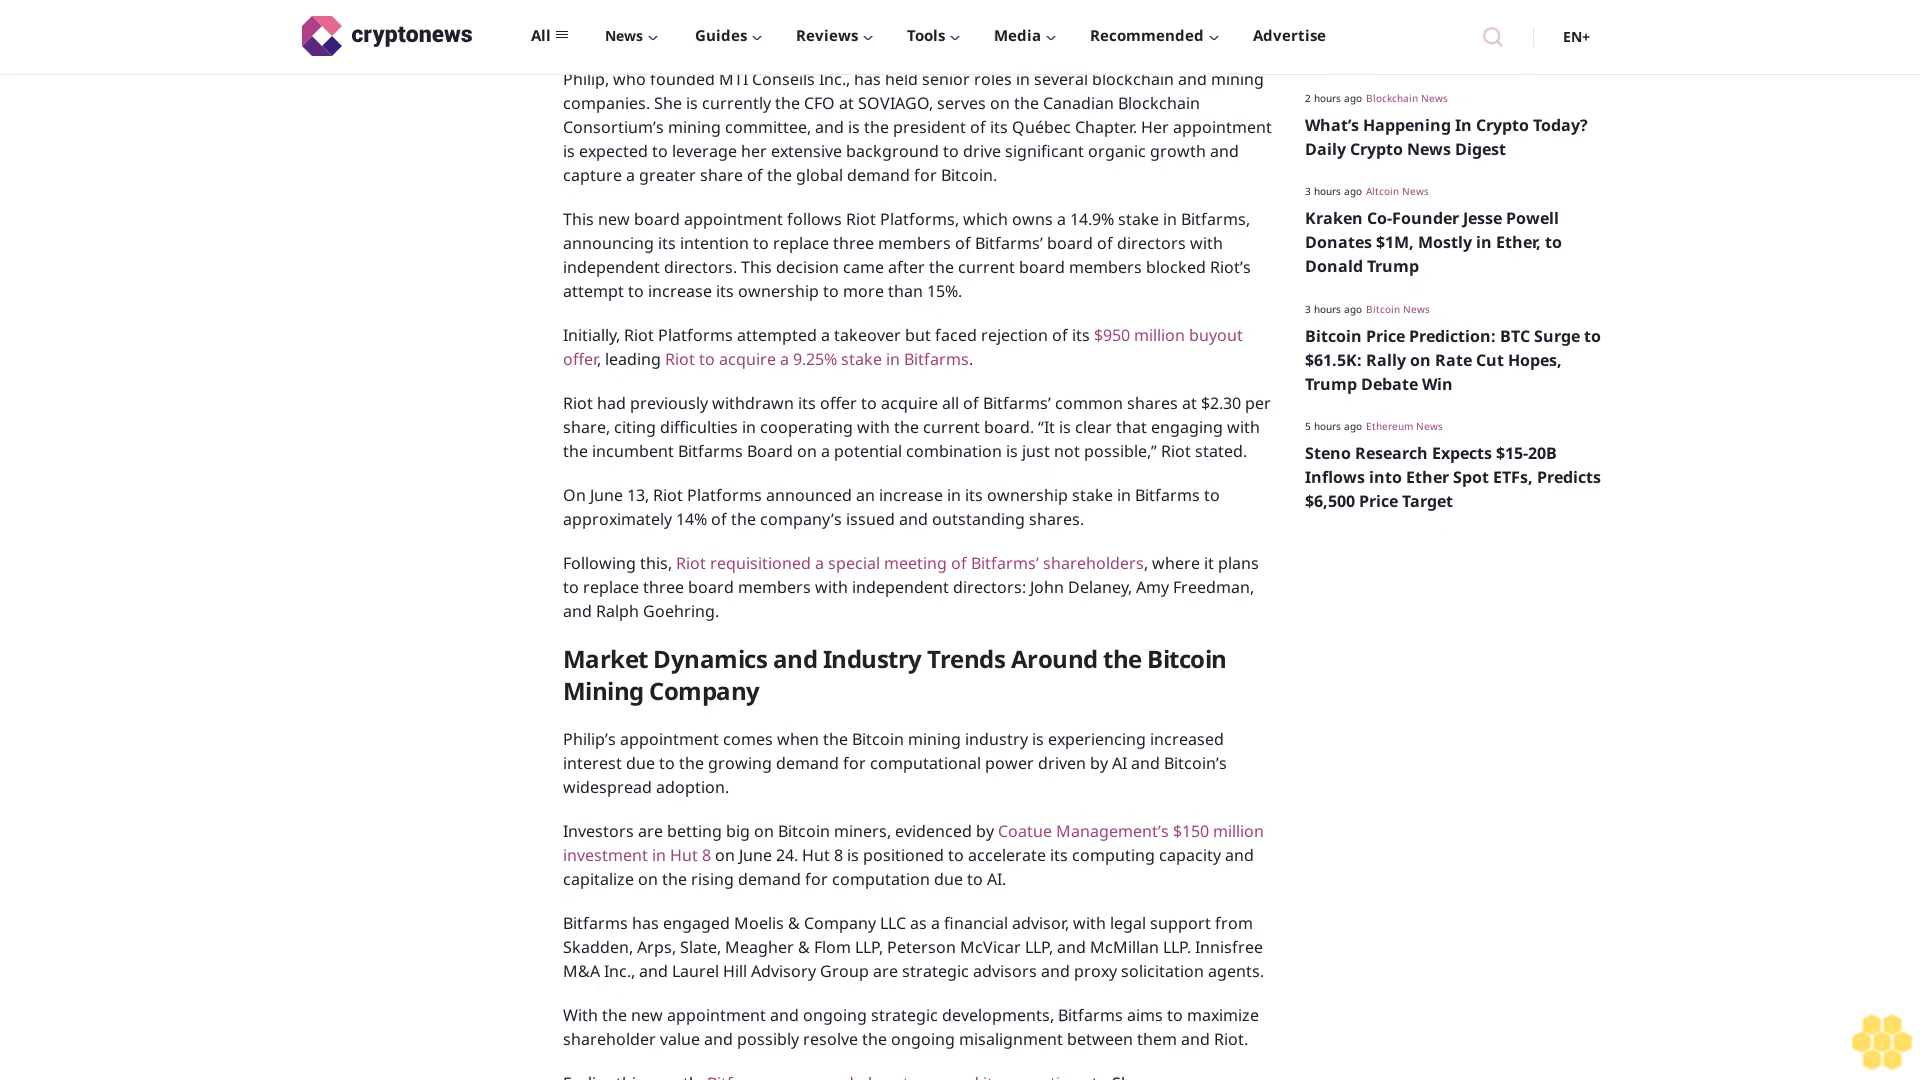 cryptonews
All
News
Guides
Reviews
Tools
Media
Recommended
Advertise
EN+
Philip, who founded MTI Conseils Inc., has held senior roles in several blockchain and mining
companies. She is currently the CFO at SOVIAGO, serves on the Canadian Blockchain
Consortium’s mining committee, and is the president of its Québec Chapter. Her appointment
is expected to leverage her extensive background to drive significant organic growth and
capture a greater share of the global demand for Bitcoin.
This new board appointment follows Riot Platforms, which owns a 14.9% stake in Bitfarms,
announcing its intention to replace three members of Bitfarms’ board of directors with
independent directors. This decision came after the current board members blocked Riot’s
attempt to increase its ownership to more than 15%.
Initially, Riot Platforms attempted a takeover but faced rejection of its $950 million buyout
offer, leading Riot to acquire a 9.25% stake in Bitfarms.
Riot had previously withdrawn its offer to acquire all of Bitfarms’ common shares at $2.30 per
share, citing difficulties in cooperating with the current board. “It is clear that engaging with
the incumbent Bitfarms Board on a potential combination is just not possible,” Riot stated.
On June 13, Riot Platforms announced an increase in its ownership stake in Bitfarms to
approximately 14% of the company’s issued and outstanding shares.
Following this, Riot requisitioned a special meeting of Bitfarms’ shareholders, where it plans
to replace three board members with independent directors: John Delaney, Amy Freedman,
and Ralph Goehring.
Market Dynamics and Industry Trends Around the Bitcoin
Mining Company
Philip’s appointment comes when the Bitcoin mining industry is experiencing increased
interest due to the growing demand for computational power driven by AI and Bitcoin’s
widespread adoption.
Investors are betting big on Bitcoin miners, evidenced by Coatue Management’s $150 million
investment in Hut 8 on June 24. Hut 8 is positioned to accelerate its computing capacity and
capitalize on the rising demand for computation due to AI.
Bitfarms has engaged Moelis & Company LLC as a financial advisor, with legal support from
Skadden, Arps, Slate, Meagher & Flom LLP, Peterson McVicar LLP, and McMillan LLP. Innisfree
M&A Inc., and Laurel Hill Advisory Group are strategic advisors and proxy solicitation agents.
With the new appointment and ongoing strategic developments, Bitfarms aims to maximize
shareholder value and possibly resolve the ongoing misalignment between them and Riot.
2 hours ago Blockchain News
What’s Happening In Crypto Today?
Daily Crypto News Digest
3 hours ago Altcoin News
Kraken Co-Founder Jesse Powell
Donates $1M, Mostly in Ether, to
Donald Trump
3 hours ago Bitcoin News
Bitcoin Price Prediction: BTC Surge to
$61.5K: Rally on Rate Cut Hopes,
Trump Debate Win
5 hours ago Ethereum News
Steno Research Expects $15-20B
Inflows into Ether Spot ETFs, Predicts
$6,500 Price Target